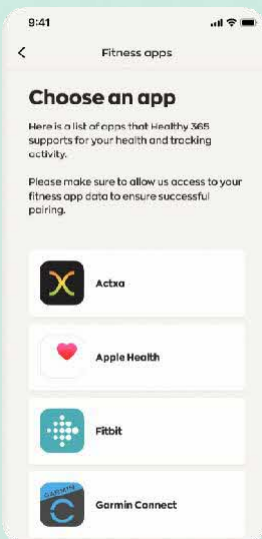 9:41
Fitness apps
Choose an app
Here is a list of apps that Healthy 365
supports for your health and tracking
activity.
Please make sure to allow us access to your
fitness app data to ensure successful
pairing.
Actxa
Apple Health
Fitbit
GARMIN
Garmin Connect